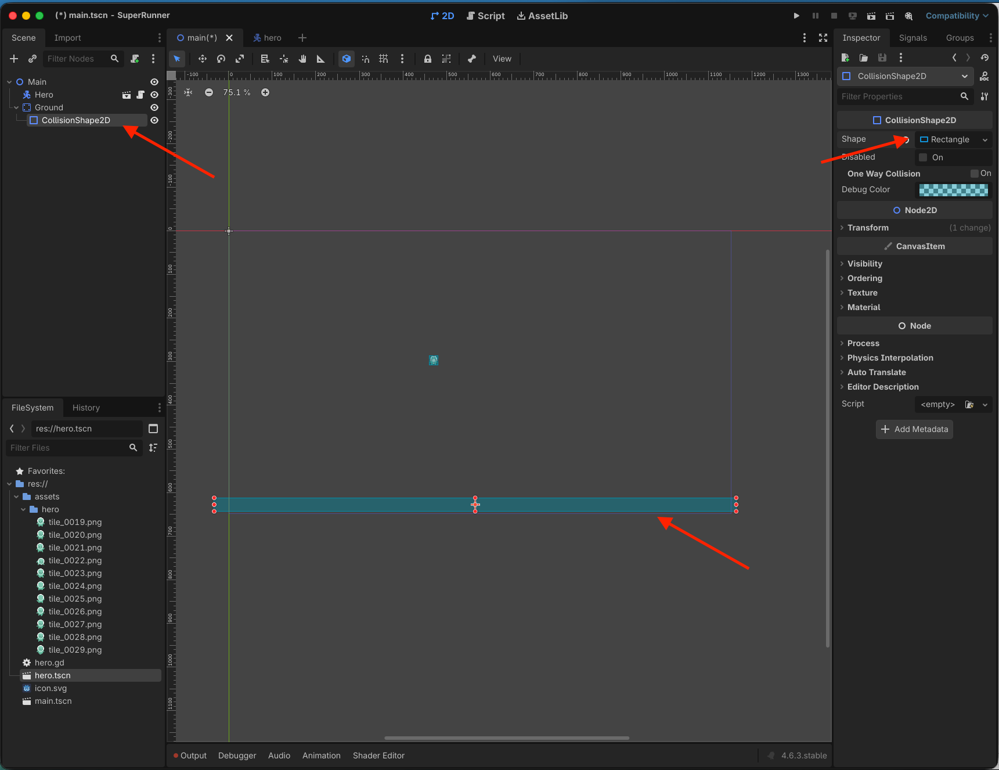 (*) main.tscn - SuperRunner
2D
Script
AssetLib
Compatibility
Scene
Import
Filter Nodes
Main
Hero
Ground
CollisionShape2D
main(*)
hero
View
-100
0
100
200
300
400
500
600
700
800
900
1000
1100
1200
1300
75.1 %
-300
-200
-100
0
100
200
300
400
500
600
700
800
900
1000
1100
FileSystem
History
res://hero.tscn
Filter Files
Favorites:
res://
assets
hero
tile_0019.png
tile_0020.png
tile_0021.png
tile_0022.png
tile_0023.png
tile_0024.png
tile_0025.png
tile_0026.png
tile_0027.png
tile_0028.png
tile_0029.png
hero.gd
hero.tscn
icon.svg
main.tscn
Output
Debugger
Audio
Animation
Shader Editor
4.6.3.stable
Inspector
Signals
Groups
CollisionShape2D
Filter Properties
CollisionShape2D
Shape
Rectangle
Disabled
On
One Way Collision
On
Debug Color
Node2D
Transform
(1 change)
CanvasItem
Visibility
Ordering
Texture
Material
Node
Process
Physics Interpolation
Auto Translate
Editor Description
Script
<empty>
Add Metadata